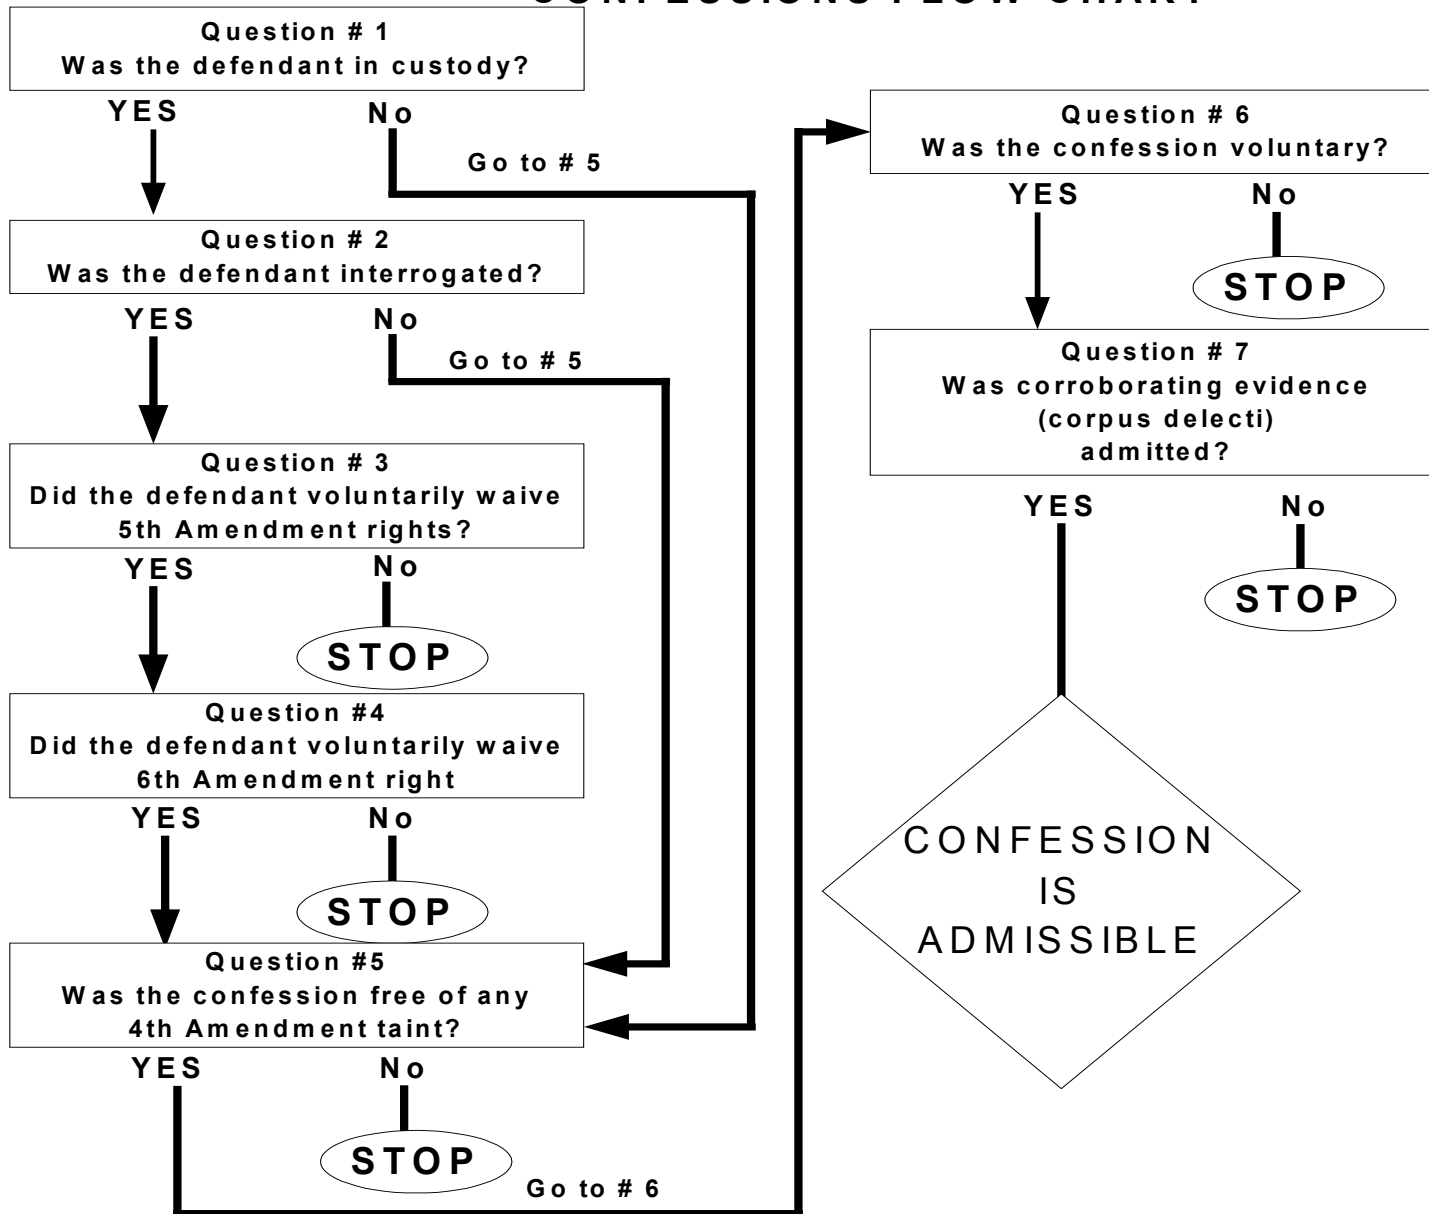 CONFESSIONS FLOW CHART
Question # 1
Was the defendant in custody?
YES
No
Go to # 5
Question # 2
Was the defendant interrogated?
YES
No
Go to # 5
Question # 3
Did the defendant voluntarily waive
5th Amendment rights?
YES
No
STOP
Question #4
Did the defendant voluntarily waive
6th Amendment right
YES
No
STOP
Question #5
Was the confession free of any
4th Amendment taint?
YES
No
STOP
Go to # 6
Question # 6
Was the confession voluntary?
YES
No
STOP
Question # 7
Was corroborating evidence
(corpus delecti)
admitted?
YES
No
STOP
CONFESSION
IS
ADMISSIBLE